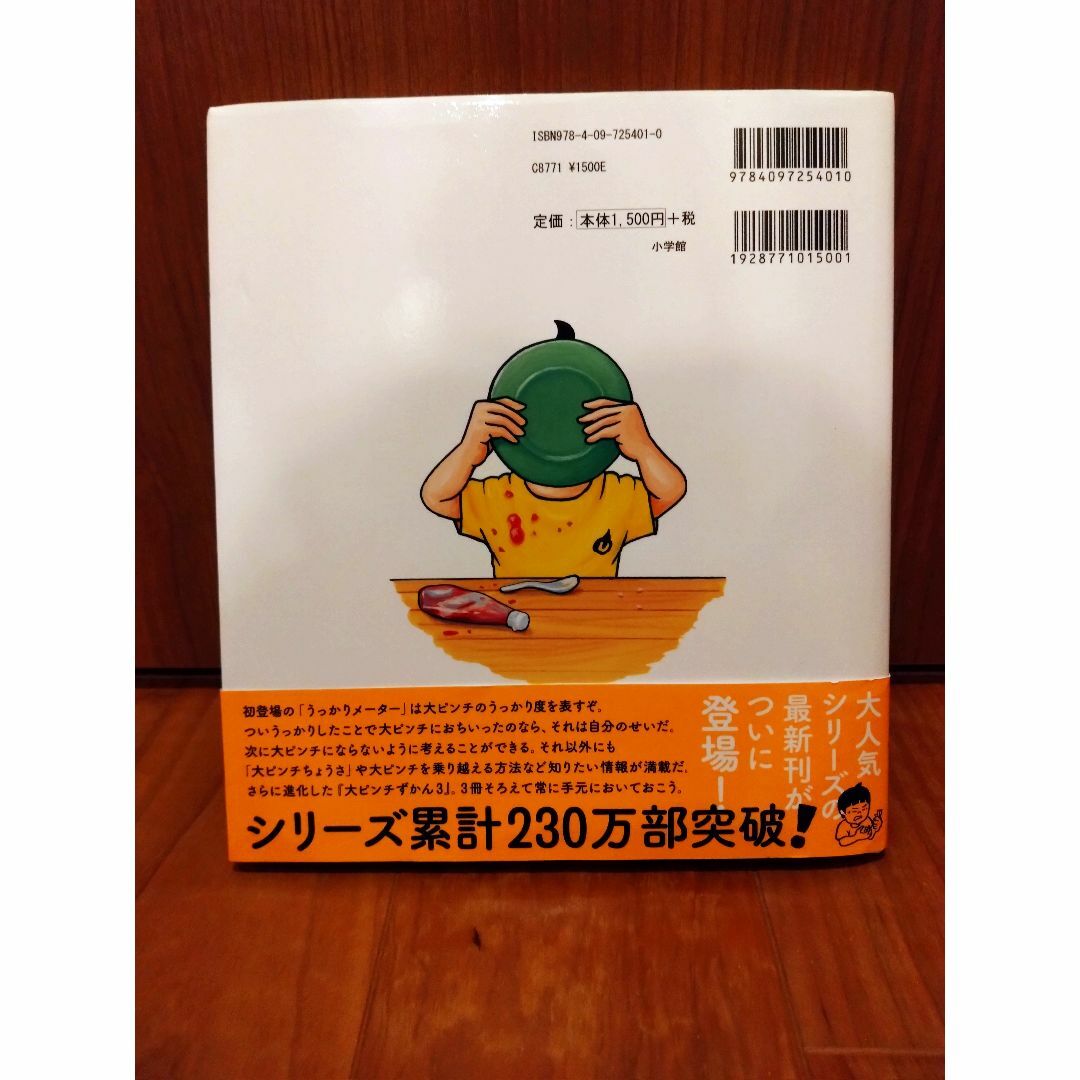 ISBN978-4-09-725401-0
C8771 ¥1500E
定価：本体1,500円+税
小学館
9784097254010
1928771015001
初登場の「うっかりメーター」は大ピンチのうっかり度を表すぞ。
ついうっかりしたことで大ピンチにおちいったのなら、それは自分のせいだ。
次に大ピンチにならないように考えることができる。それ以外にも
「大ピンチちょうさ」や大ピンチを乗り越える方法など知りたい情報が満載だ。
さらに進化した『大ピンチずかん3』。3冊そろえて常に手元においておこう。
大人気
シリーズの
最新刊が
ついに
登場！
シリーズ累計230万部突破！